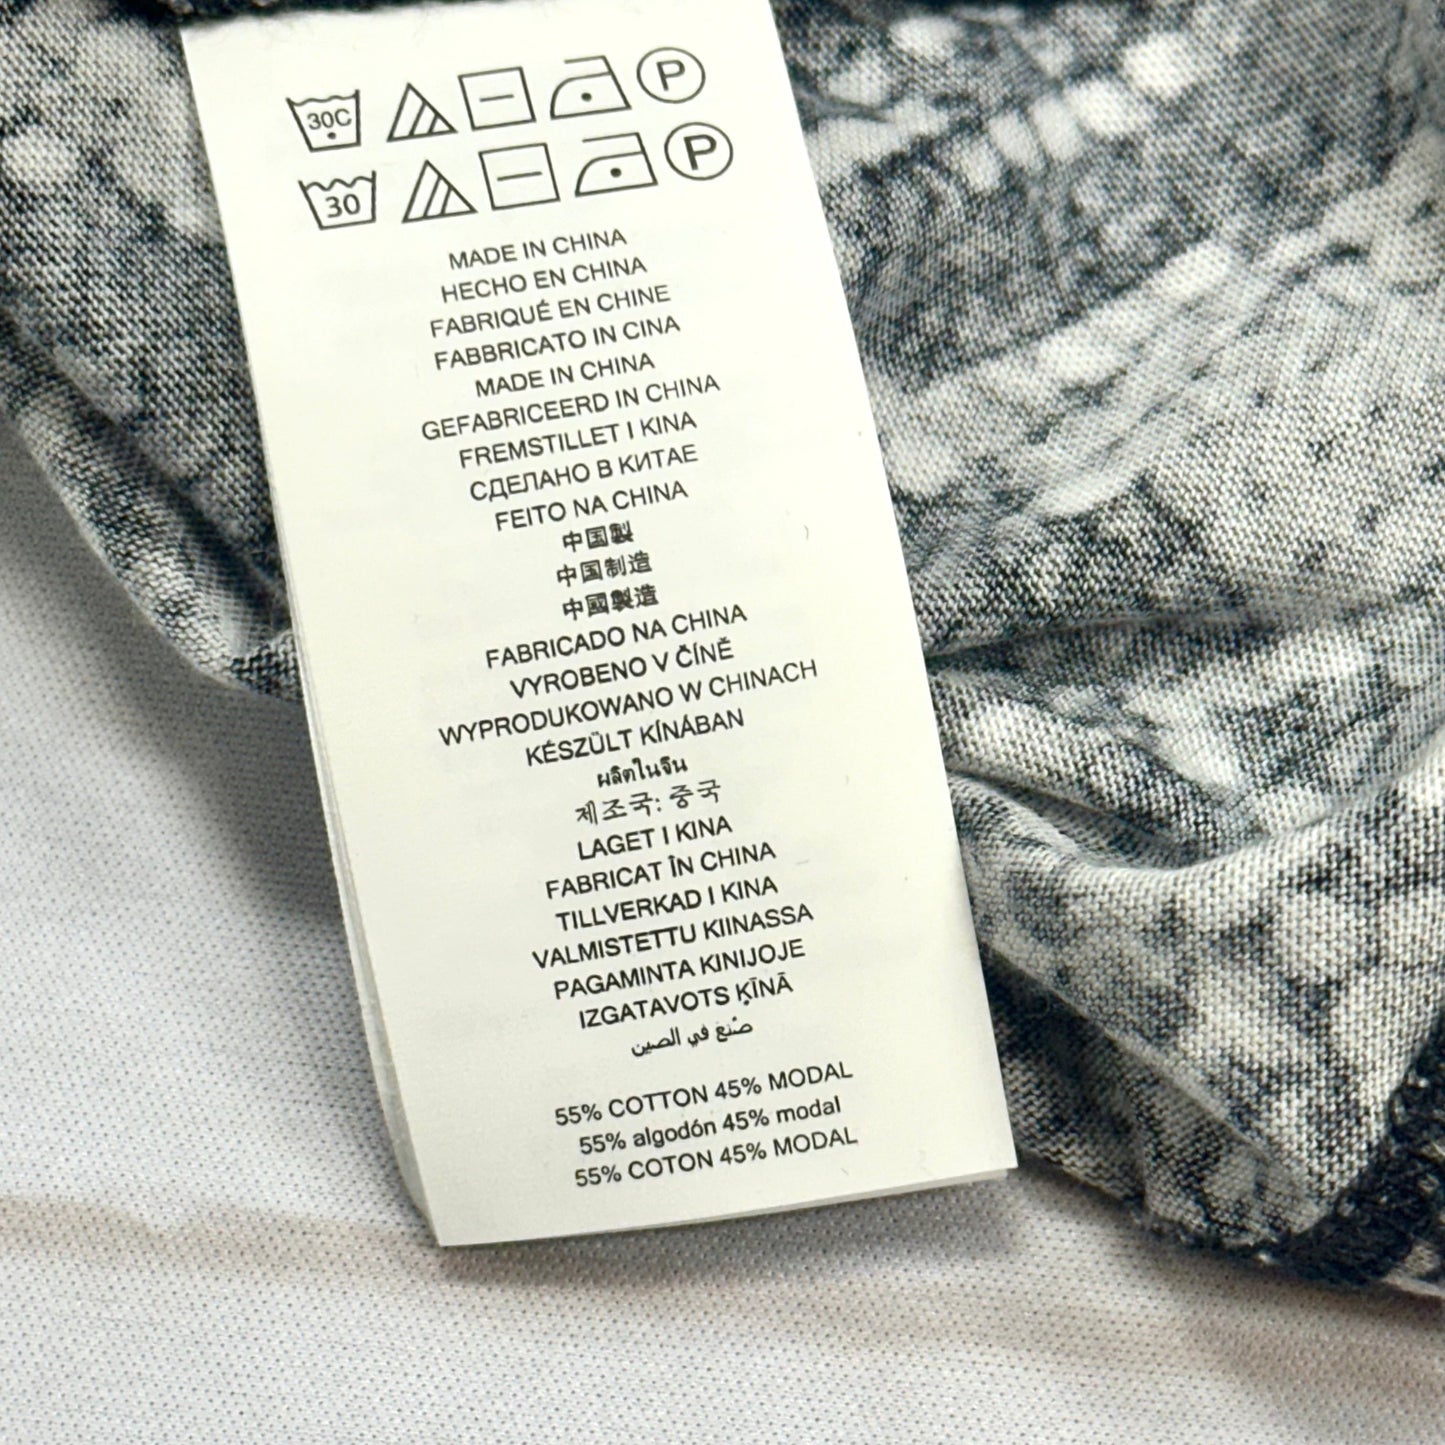 30C P
30 P
MADE IN CHINA
HECHO EN CHINA
FABRIQUÉ EN CHINE
FABBRICATO IN CINA
MADE IN CHINA
GEFABRICEERD IN CHINA
FREMSTILLET I KINA
СДЕЛАНО В КИТАЕ
FEITO NA CHINA
中国製
中国制造
中國製造
FABRICADO NA CHINA
VYROBENO V ČÍNĚ
WYPRODUKOWANO W CHINACH
KÉSZÜLT KÍNÁBAN
ผลิตในจีน
제조국: 중국
LAGET I KINA
FABRICAT ÎN CHINA
TILLVERKAD I KINA
VALMISTETTU KIINASSA
PAGAMINTA KINIJOJE
IZGATAVOTS ĶĪNĀ
صُنع في الصين
55% COTTON 45% MODAL
55% algodón 45% modal
55% COTON 45% MODAL